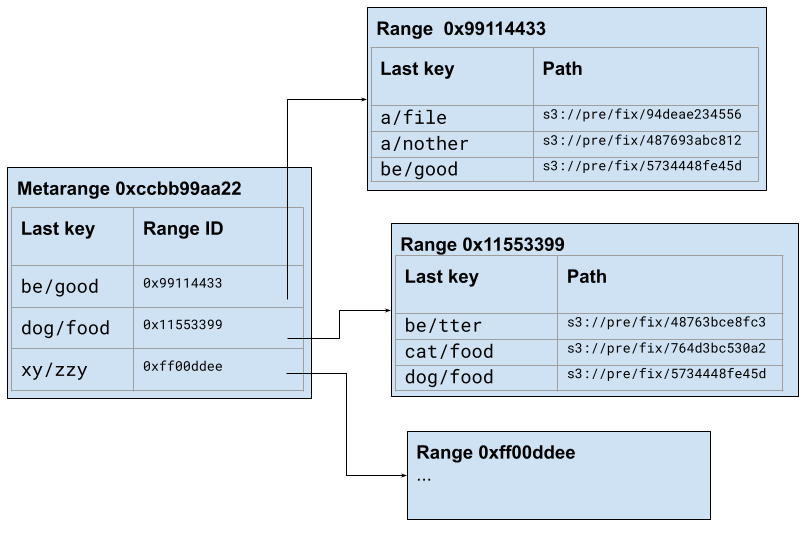 Range 0x99114433
Last key Path
a/file s3://pre/fix/94deae234556
a/nother s3://pre/fix/487693abc812
be/good s3://pre/fix/5734448fe45d
Metarange 0xccbb99aa22
Last key Range ID
be/good 0x99114433
dog/food 0x11553399
xy/zzy 0xff00ddee
Range 0x11553399
Last key Path
be/tter s3://pre/fix/48763bce8fc3
cat/food s3://pre/fix/764d3bc530a2
dog/food s3://pre/fix/5734448fe45d
Range 0xff00ddee
...